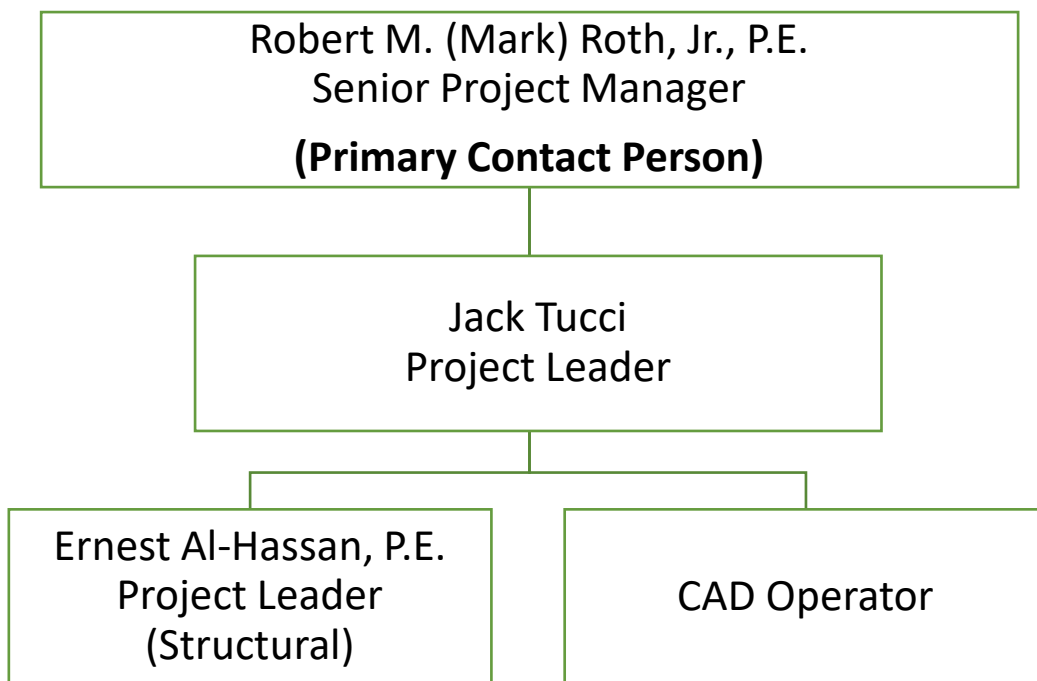 Robert M. (Mark) Roth, Jr., P.E.
Senior Project Manager
(Primary Contact Person)
Jack Tucci
Project Leader
Ernest Al-Hassan, P.E.
Project Leader
(Structural)
CAD Operator